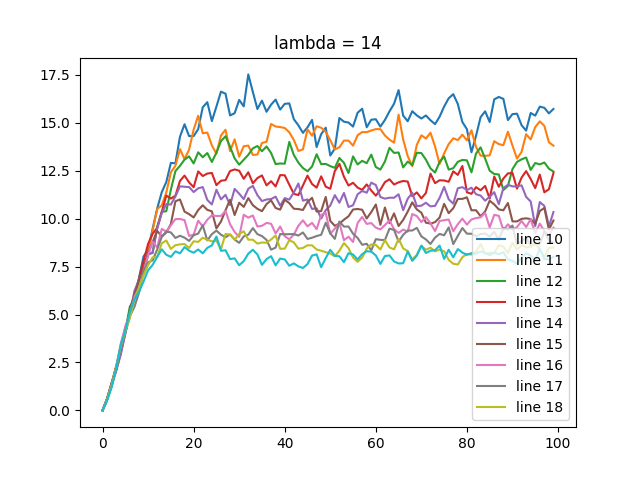 lambda = 14
17.5
15.0
12.5
10.0
7.5
5.0
2.5
0.0
0 20 40 60 80 100
line 10
line 11
line 12
line 13
line 14
line 15
line 16
line 17
line 18